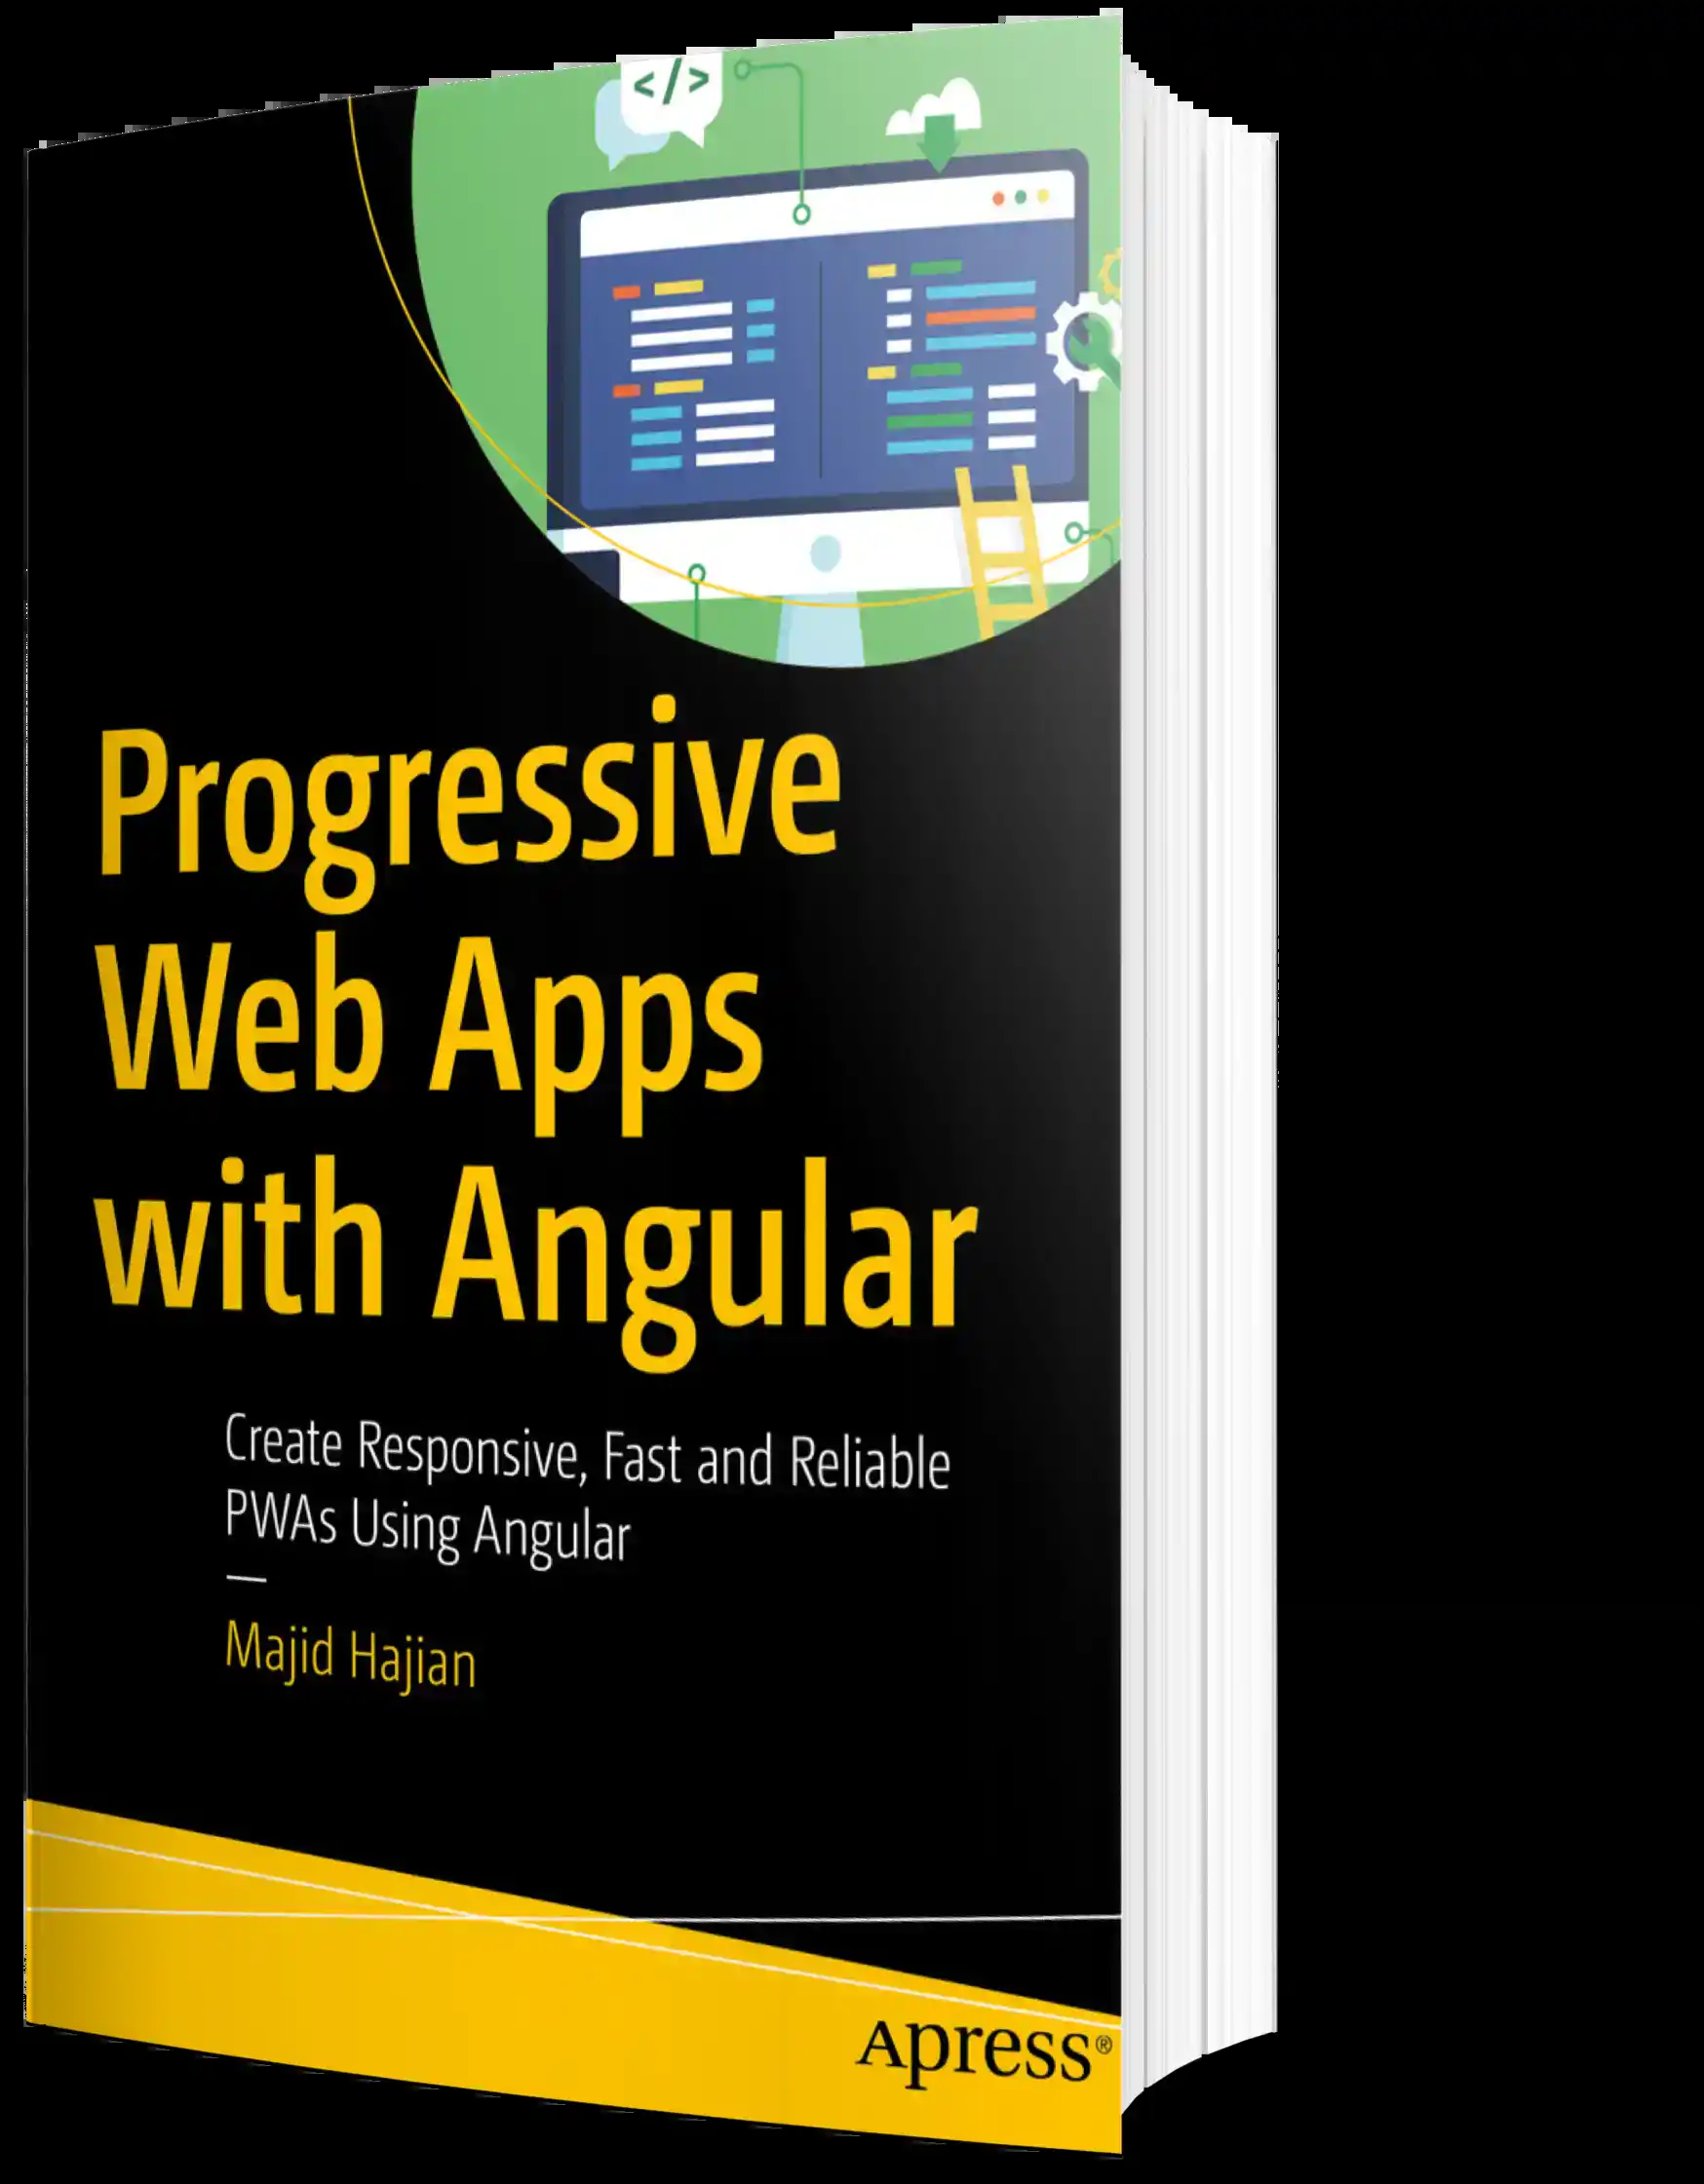 </>
Progressive
Web Apps
with Angular
Create Responsive, Fast and Reliable
PWAs Using Angular
—
Majid Hajian
Apress®